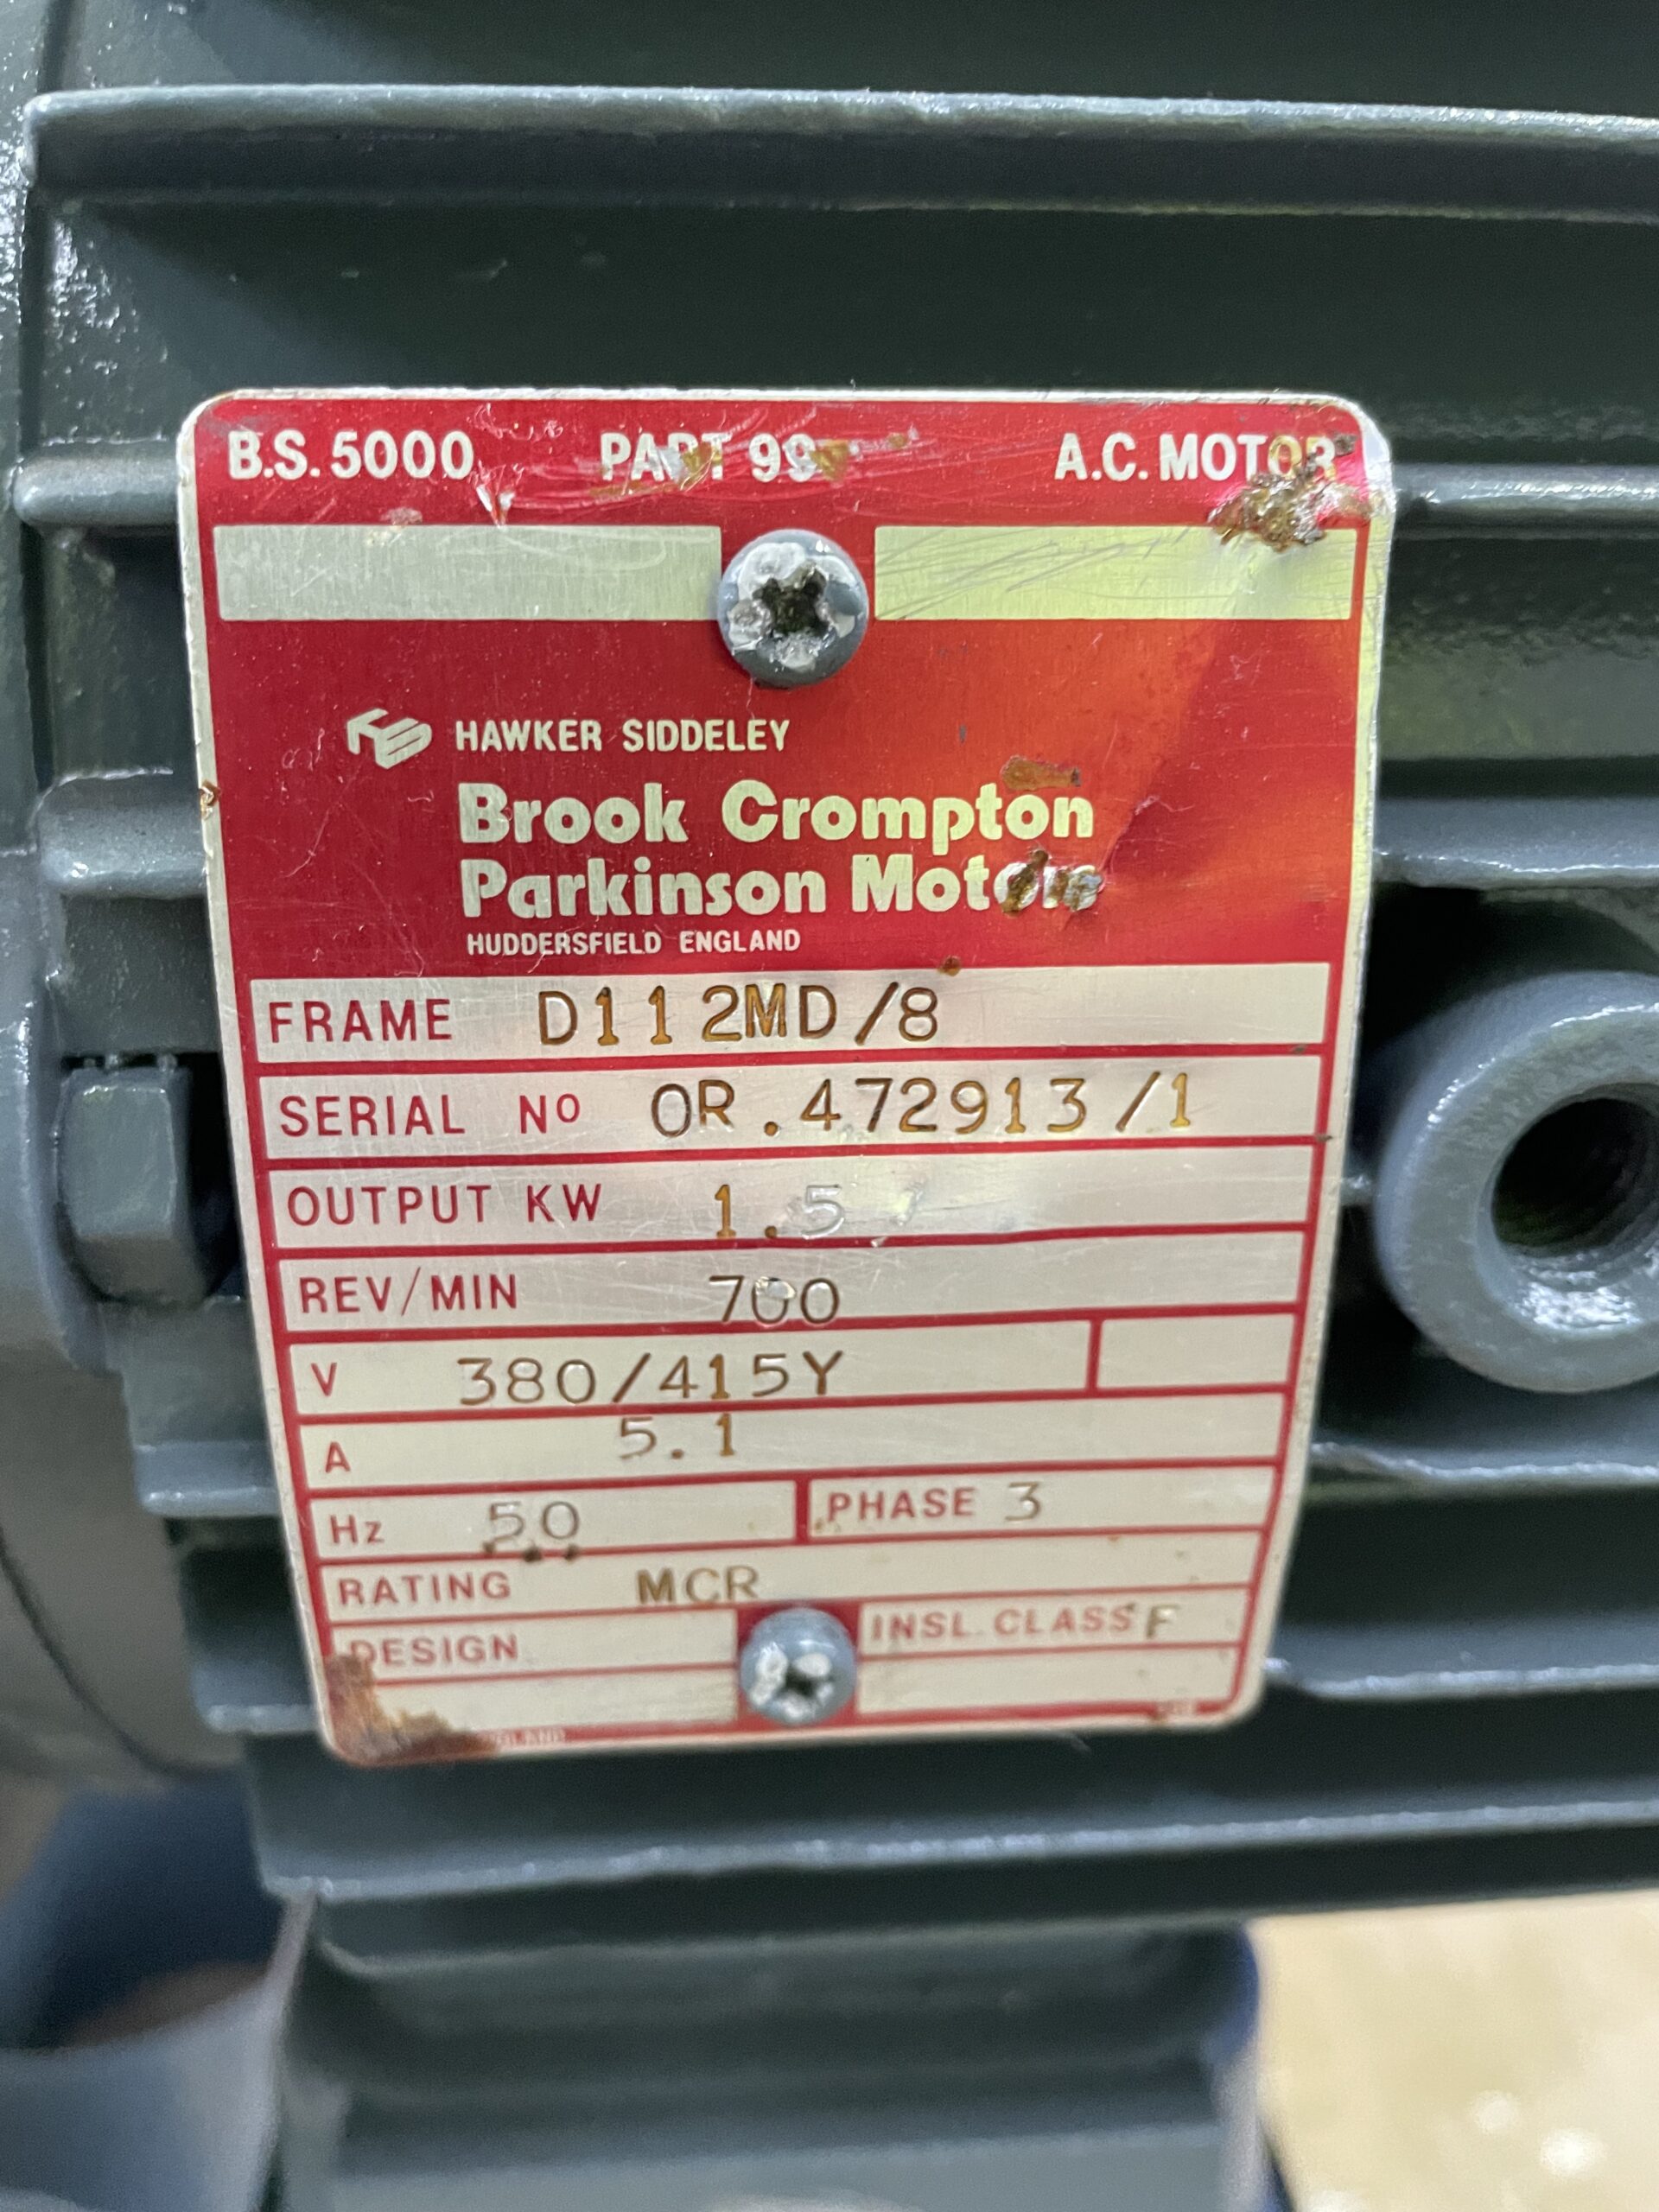 B.S. 5000 PART 99 A.C. MOTOR
HAWKER SIDDELEY
Brook Crompton
Parkinson Motors
HUDDERSFIELD ENGLAND
FRAME D112MD/8
SERIAL No OR.472913/1
OUTPUT KW 1.5
REV/MIN 700
V 380/415Y
A 5.1
Hz 50 PHASE 3
RATING MCR
DESIGN INSL. CLASS F